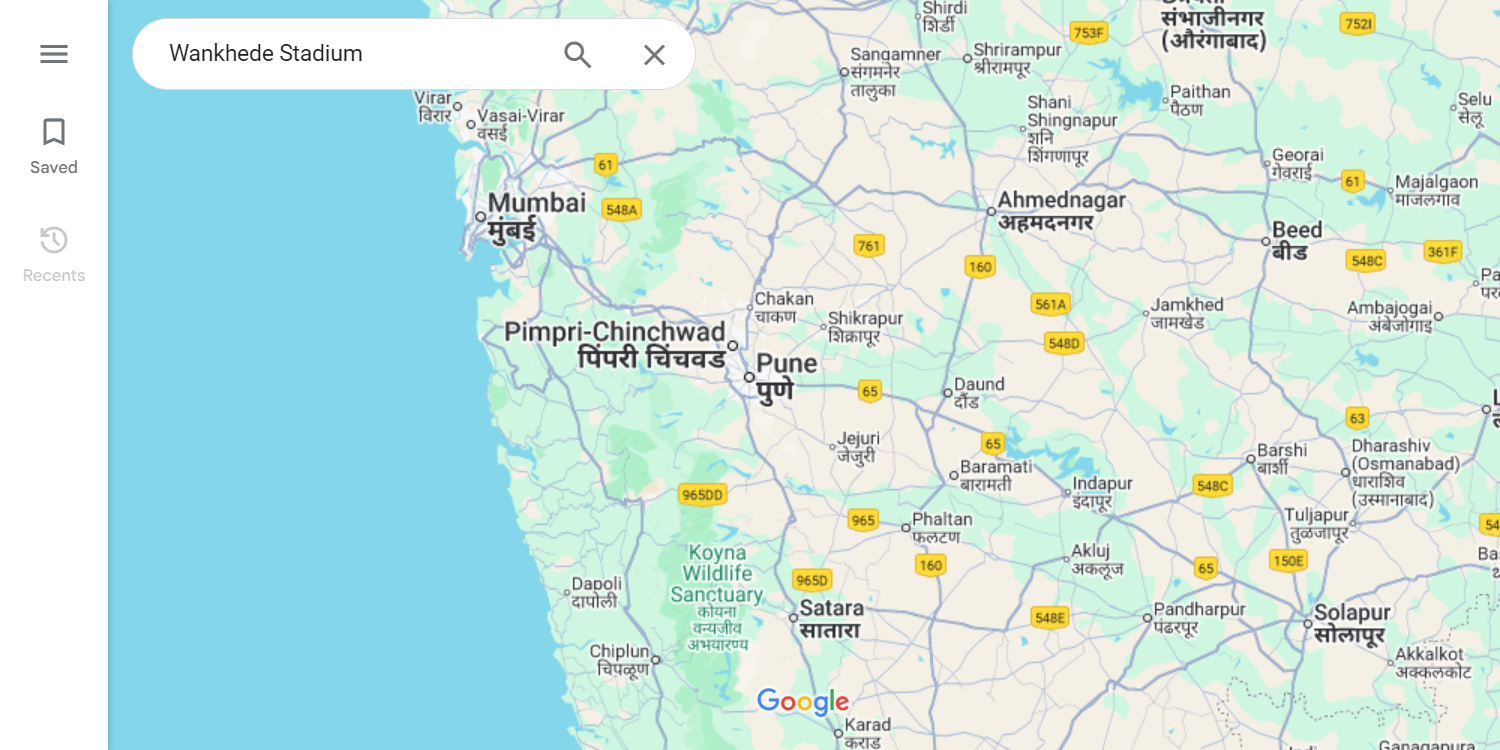 Wankhede Stadium
Saved
Recents
Shirdi
शिर्डी
संभाजीनगर
(औरंगाबाद)
752I
753F
Sangamner
संगमनेर
तालुका
Shrirampur
श्रीरामपूर
Paithan
पैठण
Selu
सेलू
Shani
Shingnapur
शनि
शिंगणापूर
Virar
विरार
Vasai-Virar
वसई
61
548A
Mumbai
मुंबई
Georai
गेवराई
61
Majalgaon
माजलगाव
Ahmednagar
अहमदनगर
Beed
बीड
548C
361F
761
160
Chakan
चाकण
Shikrapur
शिक्रापूर
561A
548D
Jamkhed
जामखेड
Ambajogai
अंबेजोगाई
Pimpri-Chinchwad
पिंपरी चिंचवड
Pune
पुणे
65
Daund
दौंड
63
Jejuri
जेजुरी
65
Baramati
बारामती
Indapur
इंदापूर
Barshi
बार्शी
548C
Dharashiv
(Osmanabad)
धाराशिव
(उस्मानाबाद)
965DD
965
Phaltan
फलटण
Tuljapur
तुळजापूर
54
Koyna
Wildlife
Sanctuary
कोयना
वन्यजीव
अभयारण्य
Akluj
अकलूज
160
65
150E
965D
Dapoli
दापोली
Satara
सातारा
548E
Pandharpur
पंढरपूर
Solapur
सोलापूर
Chiplun
चिपळूण
Akkalkot
अक्कलकोट
Google
Karad
कराड
Ganagapura